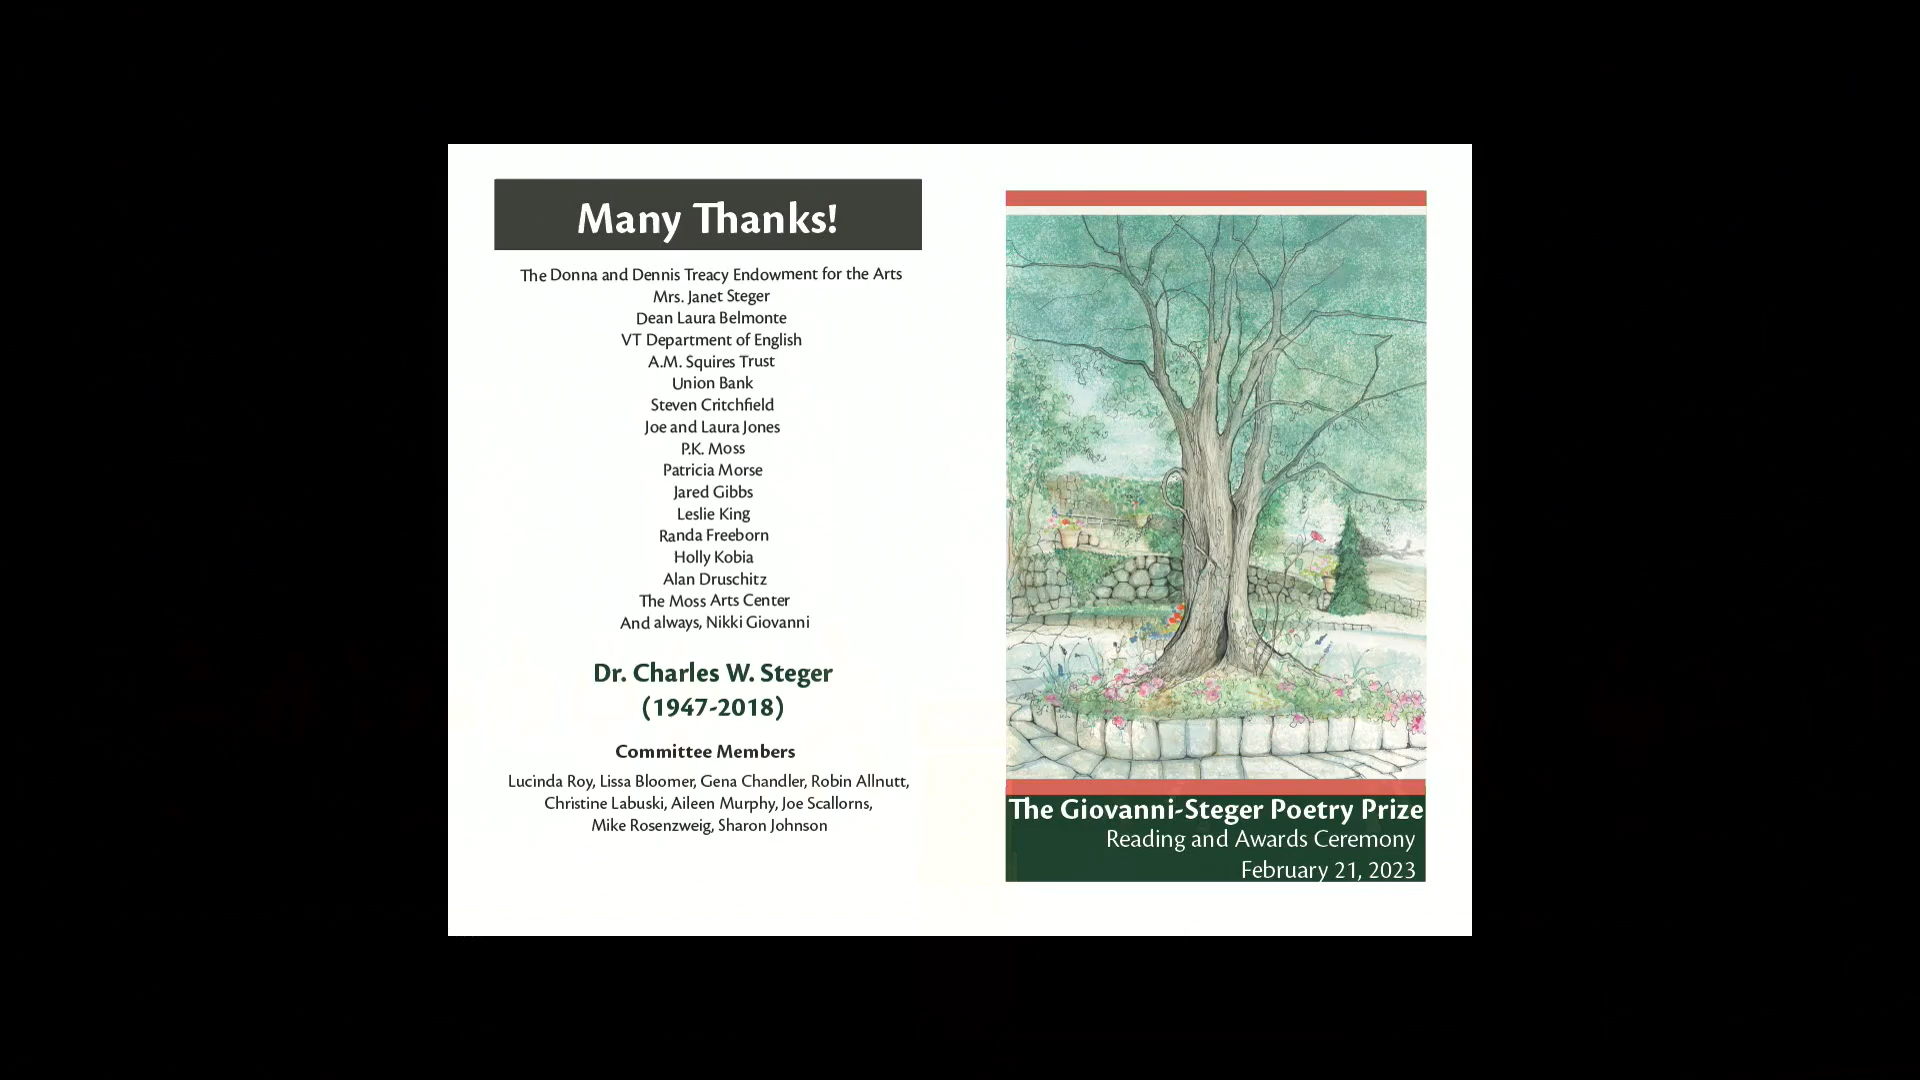 Many Thanks!
The Donna and Dennis Treacy Endowment for the Arts
Mrs. Janet Steger
Dean Laura Belmonte
VT Department of English
A.M. Squires Trust
Union Bank
Steven Critchfield
Joe and Laura Jones
P.K. Moss
Patricia Morse
Jared Gibbs
Leslie King
Randa Freeborn
Holly Kobia
Alan Druschitz
The Moss Arts Center
And always, Nikki Giovanni
Dr. Charles W. Steger
(1947-2018)
Committee Members
Lucinda Roy, Lissa Bloomer, Gena Chandler, Robin Allnutt,
Christine Labuski, Aileen Murphy, Joe Scallorns,
Mike Rosenzweig, Sharon Johnson
The Giovanni-Steger Poetry Prize
Reading and Awards Ceremony
February 21, 2023